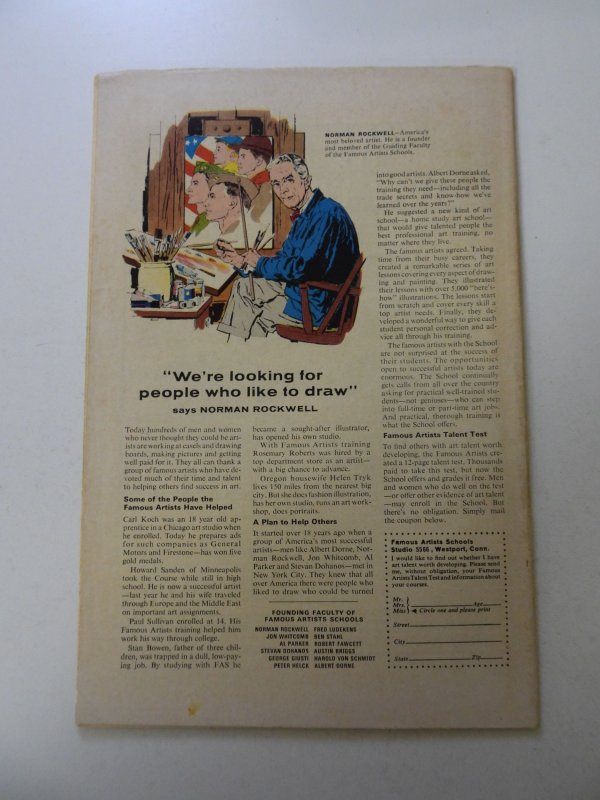 NORMAN ROCKWELL—America's
most beloved artist. He is a founder
and member of the Guiding Faculty
of the Famous Artists Schools.
"We're looking for
people who like to draw"
says NORMAN ROCKWELL
Today hundreds of men and women
who never thought they could be art-
ists are working at easels and drawing
boards, making pictures and getting
well paid for it. They all can thank a
group of famous artists who have de-
voted much of their time and talent
to helping others find success in art.
Some of the People the
Famous Artists Have Helped
Carl Koch was an 18 year old ap-
prentice in a Chicago art studio when
he enrolled. Today he prepares ads
for such companies as General
Motors and Firestone—has won five
gold medals.
Howard Sanden of Minneapolis
took the Course while still in high
school. He is now a successful artist
—last year he and his wife traveled
through Europe and the Middle East
on important art assignments.
Paul Sullivan enrolled at 14. His
Famous Artists training helped him
work his way through college.
Stan Bowen, father of three chil-
dren, was trapped in a dull, low-pay-
ing job. By studying with FAS he
became a sought-after illustrator,
has opened his own studio.
With Famous Artists training
Rosemary Roberts was hired by a
top department store as an artist—
with a big chance to advance.
Oregon housewife Helen Tryk
lives 150 miles from the nearest big
city. But she does fashion illustration,
has her own studio, runs an art work-
shop, does portraits.
A Plan to Help Others
It started over 18 years ago when a
group of America's most successful
artists—men like Albert Dorne, Nor-
man Rockwell, Jon Whitcomb, Al
Parker and Stevan Dohanos—met in
New York City. They knew that all
over America there were people who
liked to draw who could be turned
FOUNDING FACULTY OF
FAMOUS ARTISTS SCHOOLS
NORMAN ROCKWELL FRED LUDEKENS
JON WHITCOMB BEN STAHL
AL PARKER ROBERT FAWCETT
STEVAN DOHANOS AUSTIN BRIGGS
GEORGE GIUSTI HAROLD VON SCHMIDT
PETER HELCK ALBERT DORNE
into good artists. Albert Dorne asked,
"Why can't we give these people the
training they need—including all the
trade secrets and know-how we've
learned over the years?"
He suggested a new kind of art
school—a home study art school—
that would give talented people the
best professional art training, no
matter where they live.
The famous artists agreed. Taking
time from their busy careers, they
created a remarkable series of art
lessons covering every aspect of draw-
ing and painting. They illustrated
their lessons with over 5,000 "here's-
how" illustrations. The lessons start
from scratch and cover every skill a
top artist needs. Finally, they de-
veloped a wonderful way to give each
student personal correction and ad-
vice all through his training.
The famous artists with the School
are not surprised at the success of
their students. The opportunities
open to successful artists today are
enormous. The School continually
gets calls from all over the country
asking for practical well-trained stu-
dents—not geniuses—who can step
into full-time or part-time art jobs.
And practical, thorough training is
what the School offers.
Famous Artists Talent Test
To find others with art talent worth
developing, the Famous Artists cre-
ated a 12-page talent test. Thousands
paid to take this test, but now the
School offers and grades it free. Men
and women who do well on the test
—or offer other evidence of art talent
—may enroll in the School. But
there's no obligation. Simply mail
the coupon below.
Famous Artists Schools
Studio 5566, Westport, Conn.
I would like to find out whether I have
art talent worth developing. Please send
me, without obligation, your Famous
Artists Talent Test and information about
your courses.
Mr.
Mrs. Age
Miss Circle one and please print
Street
City
State Zip